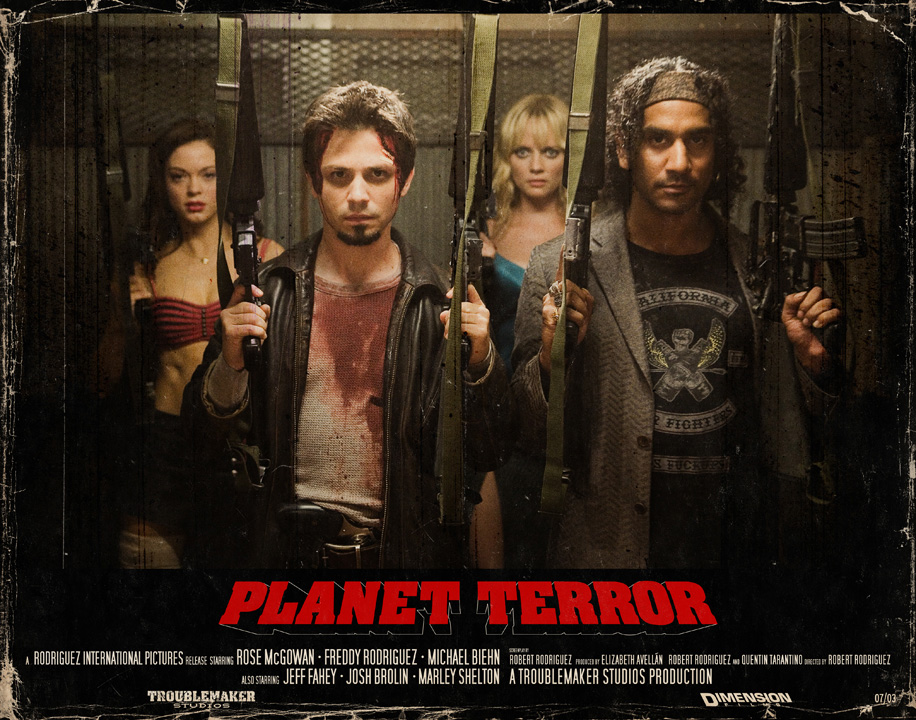 CALIFORNIA
FIGHTERS
PLANET TERROR
A RODRIGUEZ INTERNATIONAL PICTURES RELEASE STARRING ROSE McGOWAN · FREDDY RODRIGUEZ · MICHAEL BIEHN
ALSO STARRING JEFF FAHEY · JOSH BROLIN · MARLEY SHELTON
SCREENPLAY BY
ROBERT RODRIGUEZ PRODUCED BY ELIZABETH AVELLÁN ROBERT RODRIGUEZ AND QUENTIN TARANTINO DIRECTED BY ROBERT RODRIGUEZ
A TROUBLEMAKER STUDIOS PRODUCTION
TROUBLEMAKER
STUDIOS
DIMENSION
FILMS
07/03